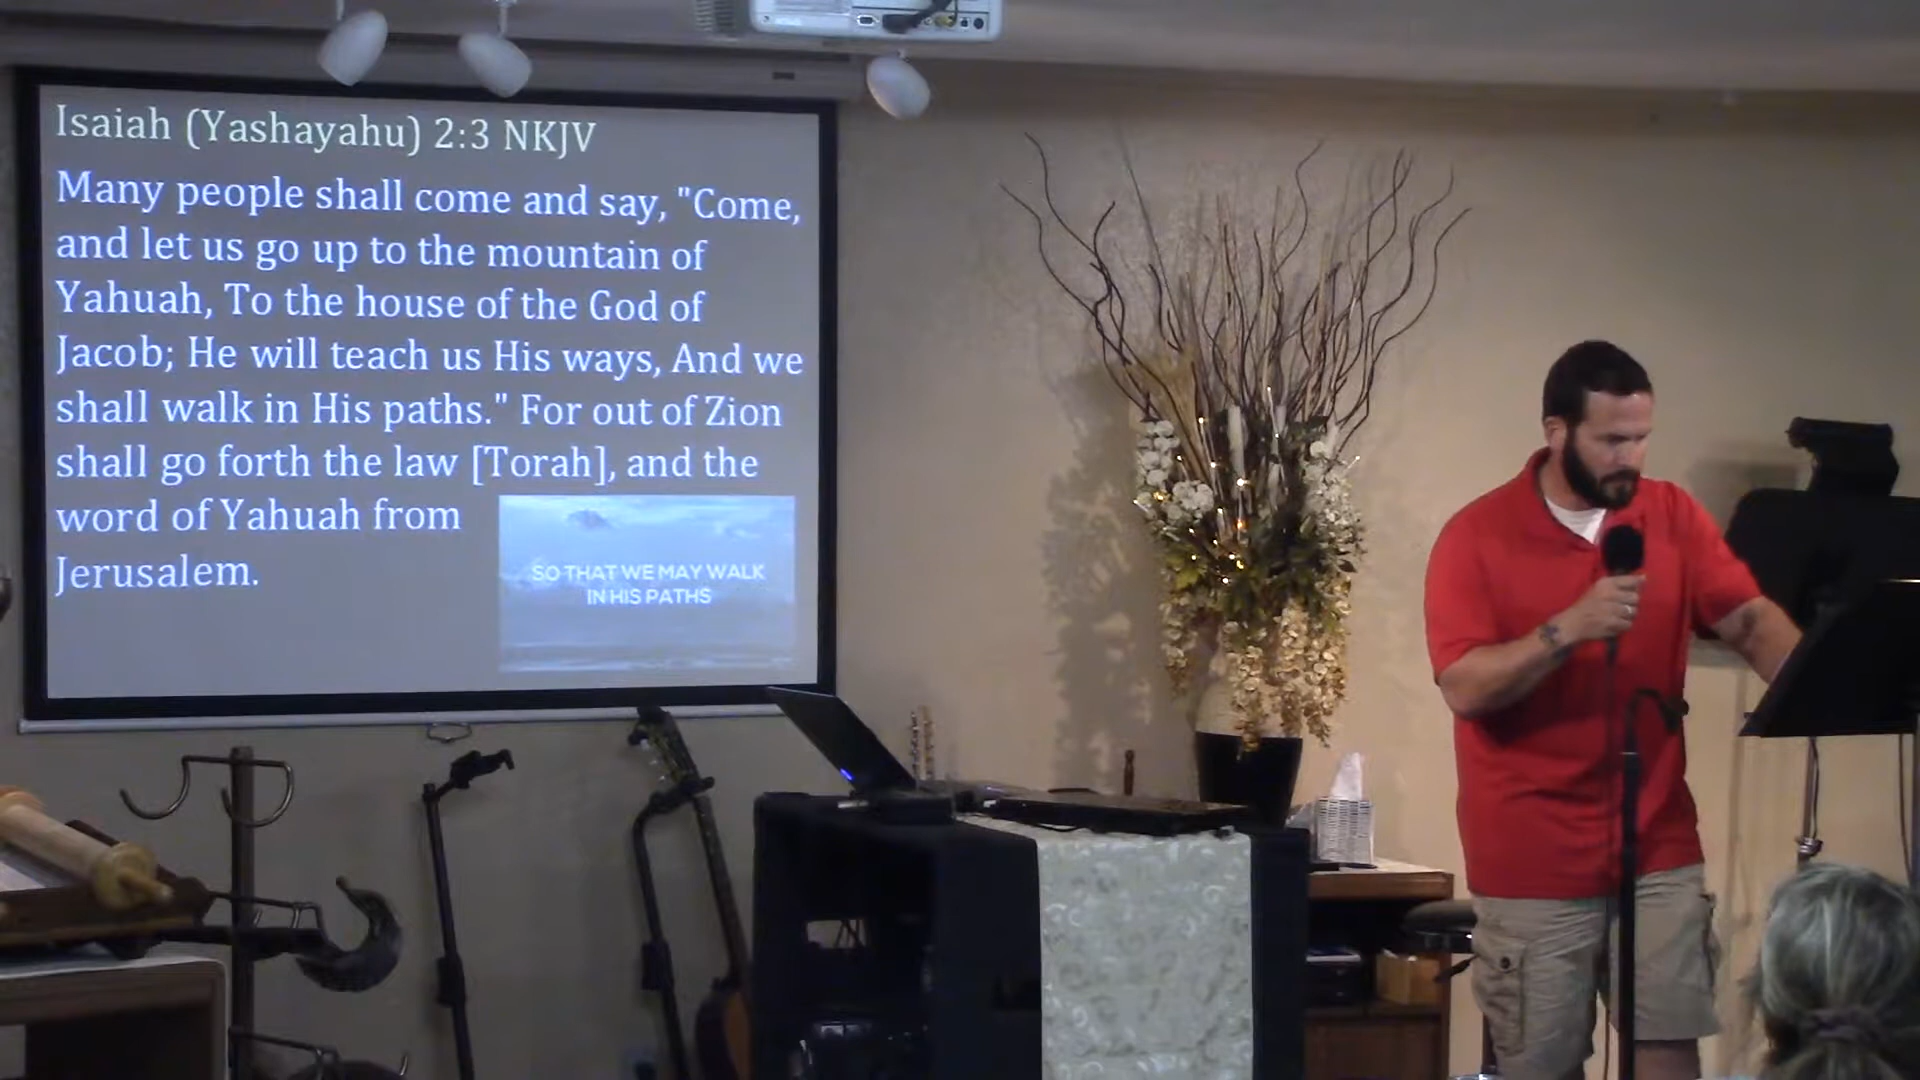 Isaiah (Yashayahu) 2:3 NKJV
Many people shall come and say, "Come,
and let us go up to the mountain of
Yahuah, To the house of the God of
Jacob; He will teach us His ways, And we
shall walk in His paths." For out of Zion
shall go forth the law [Torah], and the
word of Yahuah from
Jerusalem.
SO THAT WE MAY WALK
IN HIS PATHS